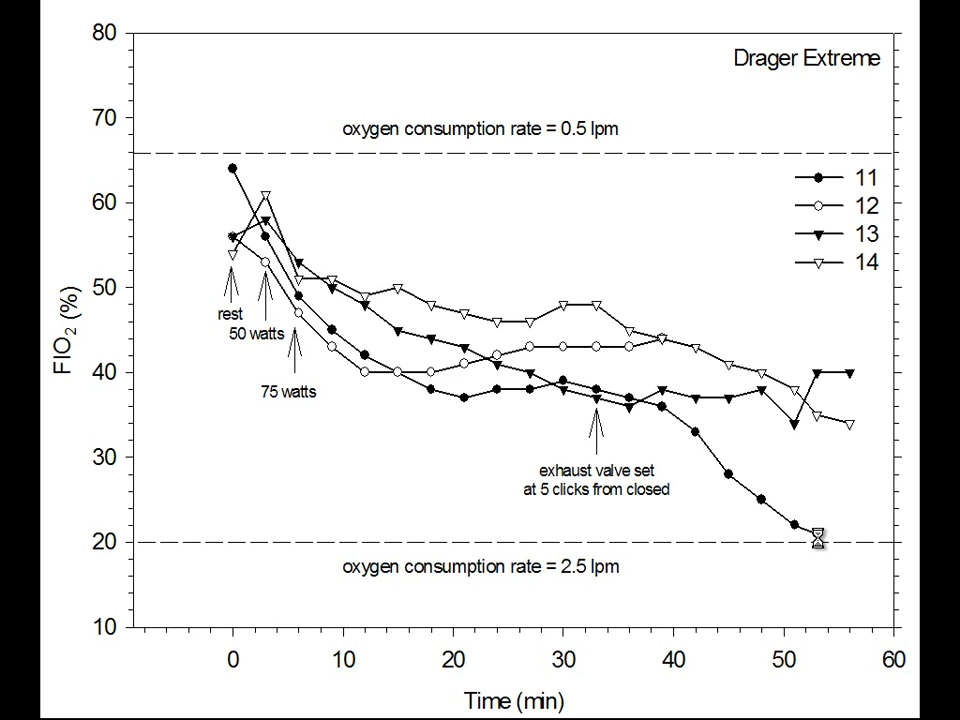 80
Drager Extreme
70
oxygen consumption rate = 0.5 lpm
11
60
12
13
14
50
rest
50 watts
FIO2 (%)
75 watts
40
30
exhaust valve set
at 5 clicks from closed
20
oxygen consumption rate = 2.5 lpm
10
0 10 20 30 40 50 60
Time (min)